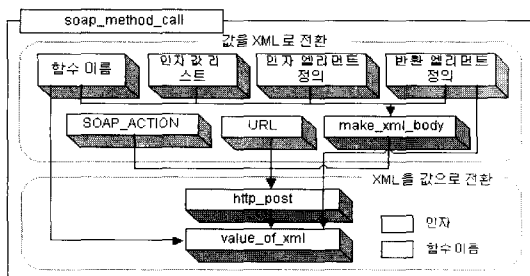 soap_method_call
값을 XML로 전환
함수 이름
인자 값 리스트
인자 엘리먼트 정의
반환 엘리먼트 정의
SOAP_ACTION
URL
make_xml_body
XML을 값으로 전환
http_post
value_of_xml
인자
함수 이름